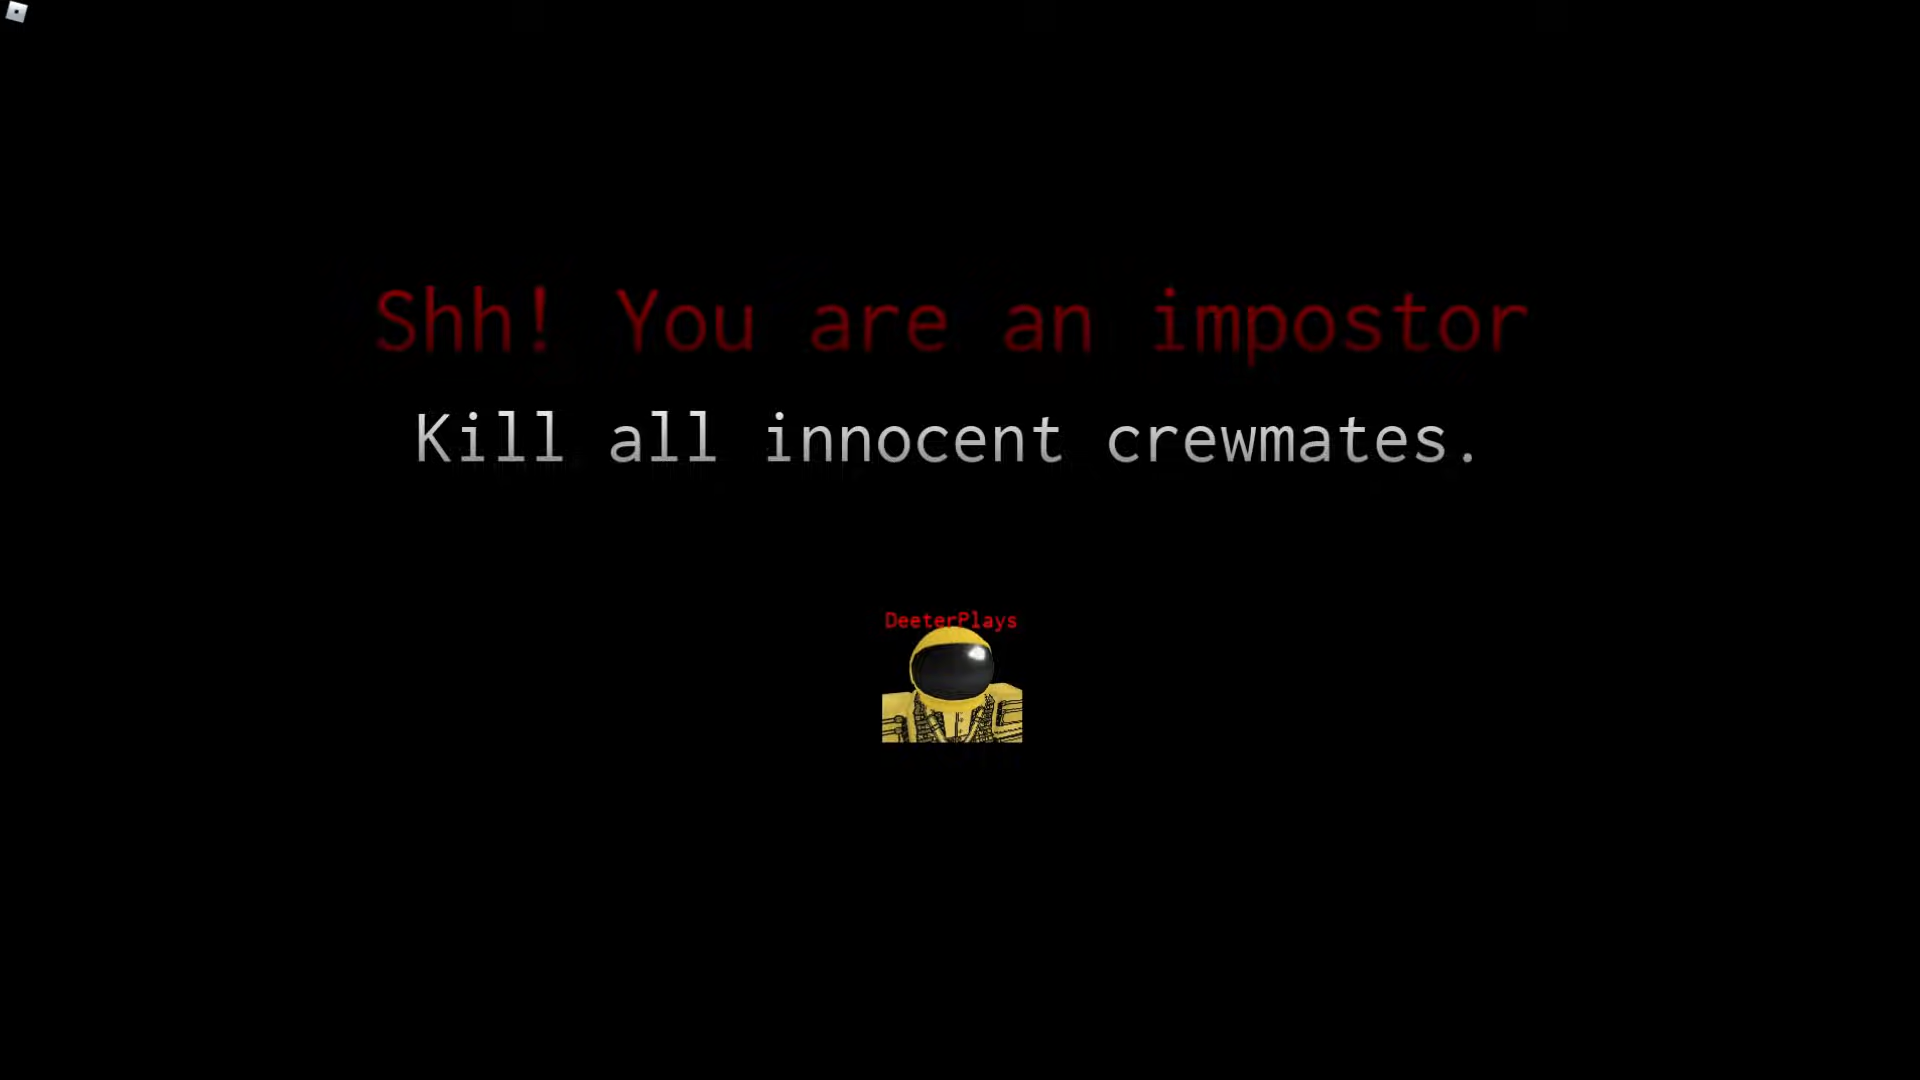 Shh! You are an impostor
Kill all innocent crewmates.
DeeterPlays